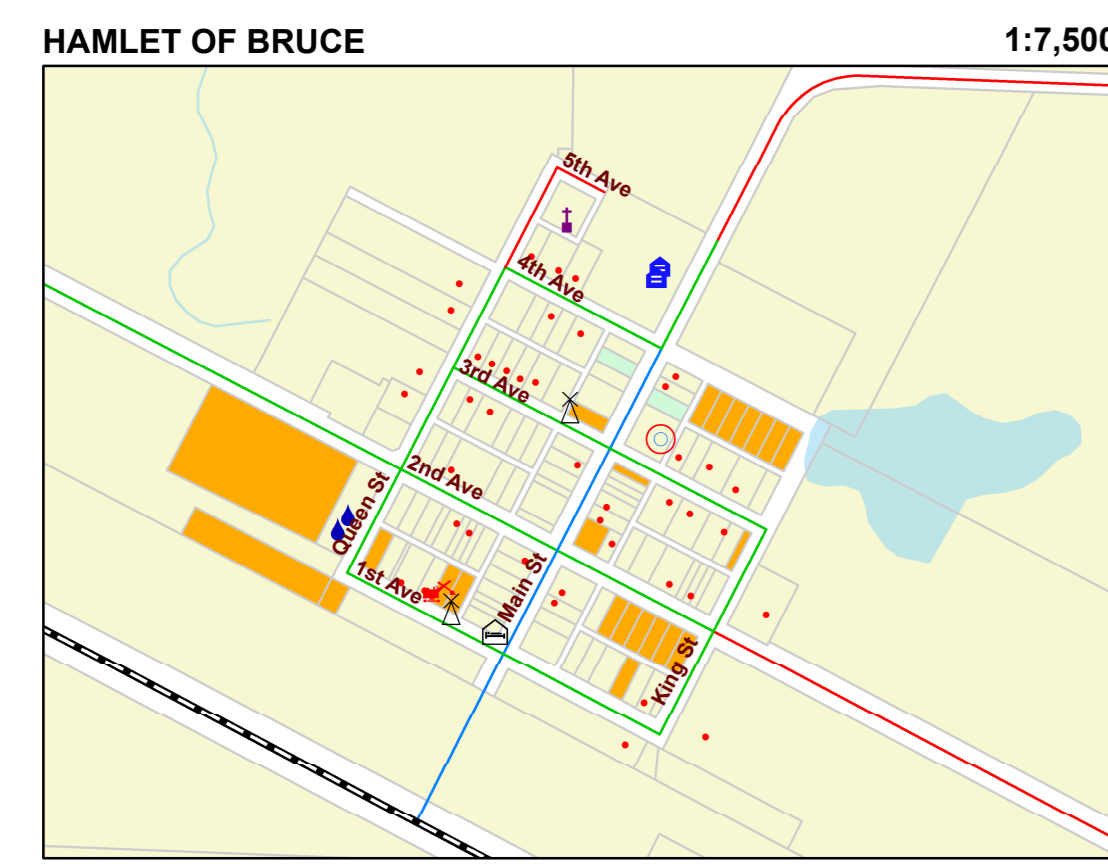 HAMLET OF BRUCE
1:7,500
5th Ave
4th Ave
3rd Ave
2nd Ave
Queen St
1st Ave
Main St
King St